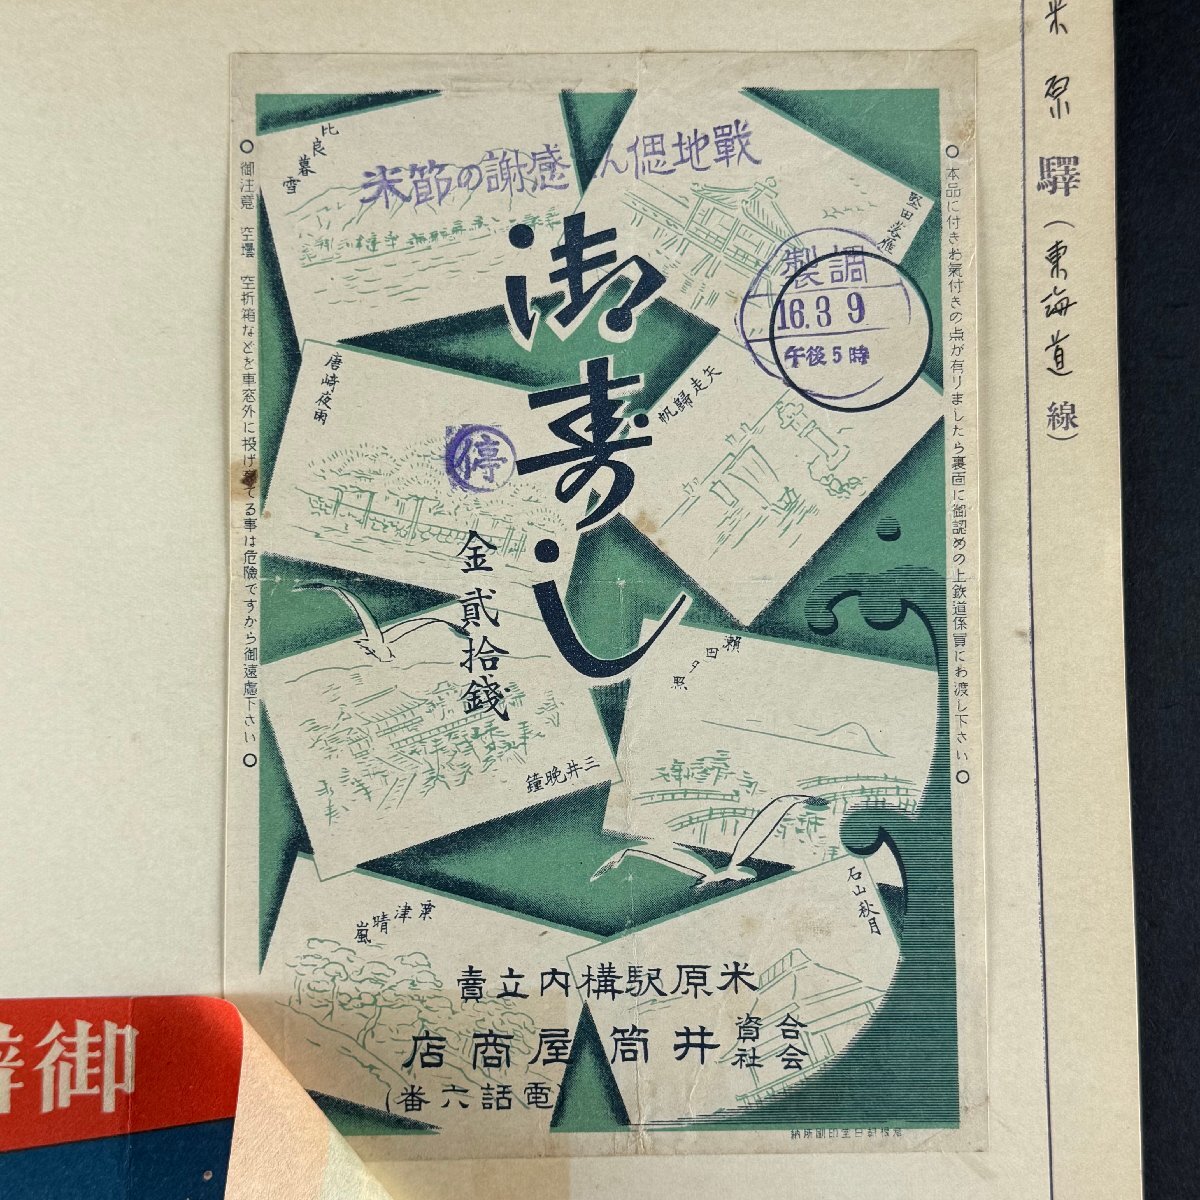 米原驛（東海道線）
○本品に付きお氣付きの点が有りましたら裏面に御認めの上鉄道係員にお渡し下さい○
戰地偲ん 感謝の節米
比良暮雪
堅田落雁
調製
16.3 9
午後5時
御寿し
唐崎夜雨
矢走歸帆
停
金貳拾錢
瀬田夕照
三井晩鐘
石山秋月
粟津晴嵐
米原駅構内立賣
合資会社 井筒屋商店
(電話六番)
○御注意 空壜 空折箱などを車窓外に投げ棄てる事は危險ですから御遠慮下さい○
御辨